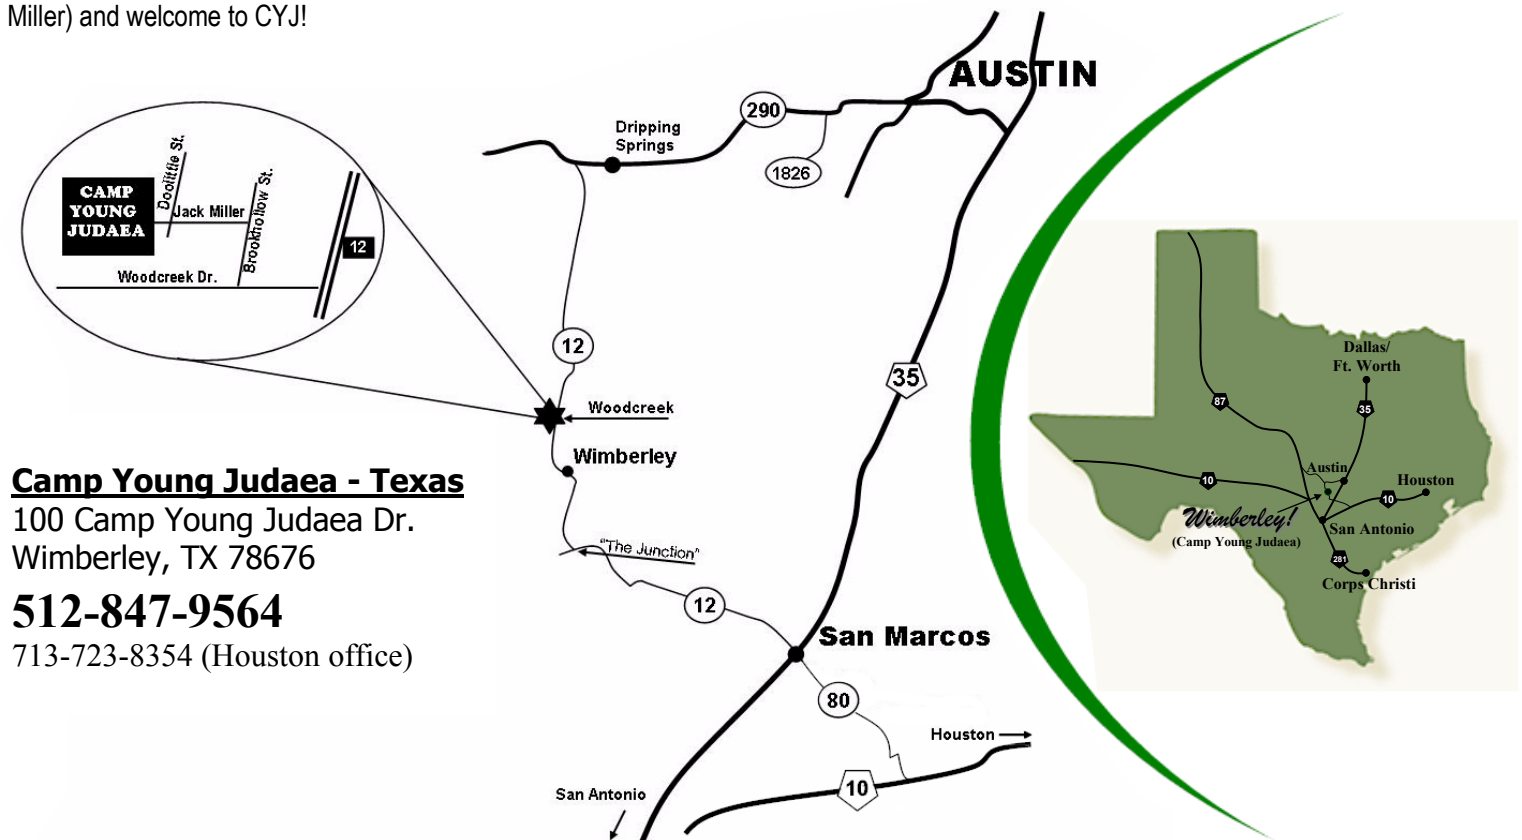 Miller) and welcome to CYJ!
AUSTIN
290
Dripping
Springs
1826
Doolittle St.
CAMP
YOUNG
JUDAEA
Jack Miller
Brookhollow St.
12
Woodcreek Dr.
12
35
Woodcreek
Wimberley
Camp Young Judaea - Texas
100 Camp Young Judaea Dr.
Wimberley, TX 78676
512-847-9564
713-723-8354 (Houston office)
"The Junction"
12
San Marcos
80
Houston
10
San Antonio
Dallas/
Ft. Worth
87
35
Austin
10
Houston
10
Wimberley!
(Camp Young Judaea)
San Antonio
281
Corps Christi